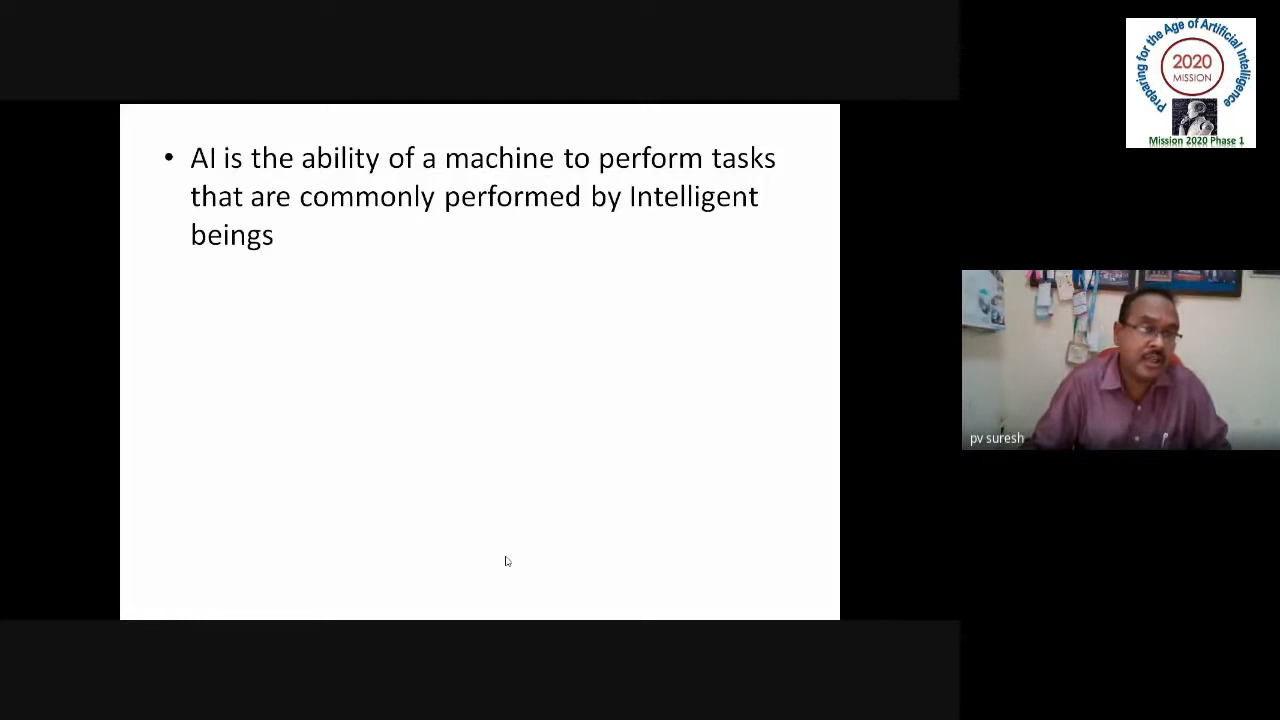 • AI is the ability of a machine to perform tasks
that are commonly performed by Intelligent
beings
Preparing for the Age of Artificial Intelligence
2020
MISSION
Mission 2020 Phase 1
pv suresh